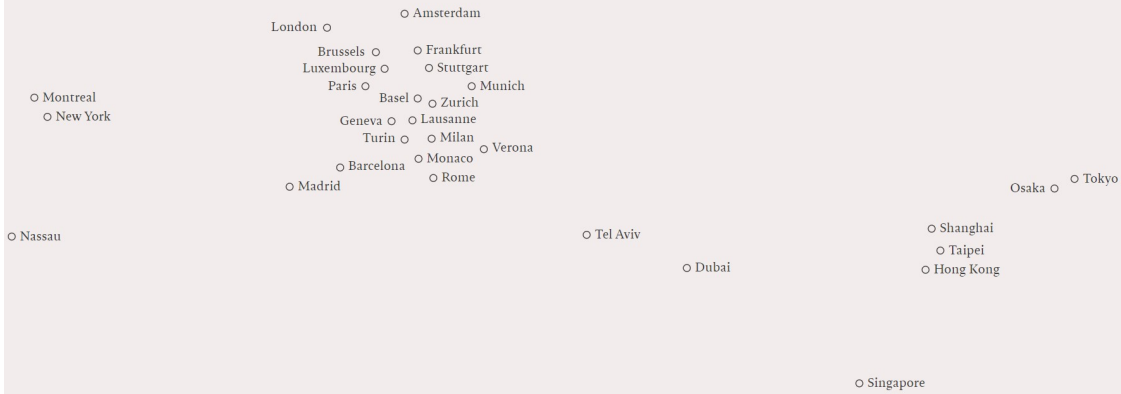 Amsterdam
London
Brussels
Frankfurt
Luxembourg
Stuttgart
Paris
Munich
Montreal
Basel
Zurich
New York
Geneva
Lausanne
Turin
Milan
Verona
Monaco
Barcelona
Rome
Madrid
Tokyo
Osaka
Shanghai
Nassau
Tel Aviv
Taipei
Dubai
Hong Kong
Singapore